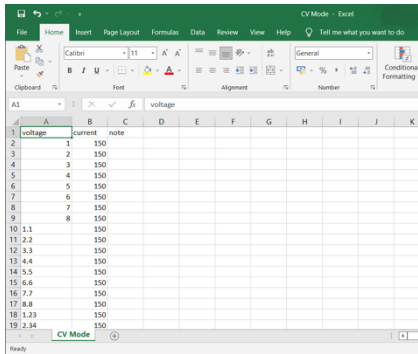 CV Mode - Excel
File Home Insert Page Layout Formulas Data Review View Help Tell me what you want to do
Paste Calibri 11 A A General Conditional
B I U A % , Formatting
Clipboard Font Alignment Number
A1 fx voltage
A B C D E F G H I J K
1 voltage current note
2 1 150
3 2 150
4 3 150
5 4 150
6 5 150
7 6 150
8 7 150
9 8 150
10 1.1 150
11 2.2 150
12 3.3 150
13 4.4 150
14 5.5 150
15 6.6 150
16 7.7 150
17 8.8 150
18 1.23 150
19 2.34 150
CV Mode
Ready